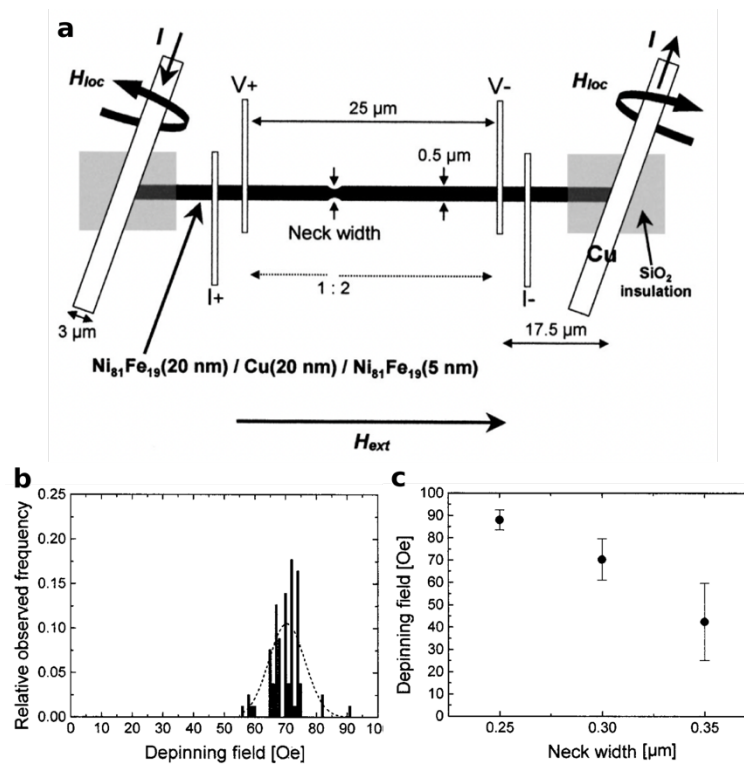 a
I
I
H_loc
H_loc
V+
V-
25 μm
0.5 μm
Neck width
Cu
SiO₂
insulation
I+
1 : 2
I-
3 μm
17.5 μm
Ni₈₁Fe₁₉(20 nm) / Cu(20 nm) / Ni₈₁Fe₁₉(5 nm)
H_ext
b
Relative observed frequency
0.25
0.20
0.15
0.10
0.05
0.00
0 10 20 30 40 50 60 70 80 90 10
Depinning field [Oe]
c
Depinning field [Oe]
100
90
80
70
60
50
40
30
20
10
0
0.25 0.30 0.35
Neck width [μm]